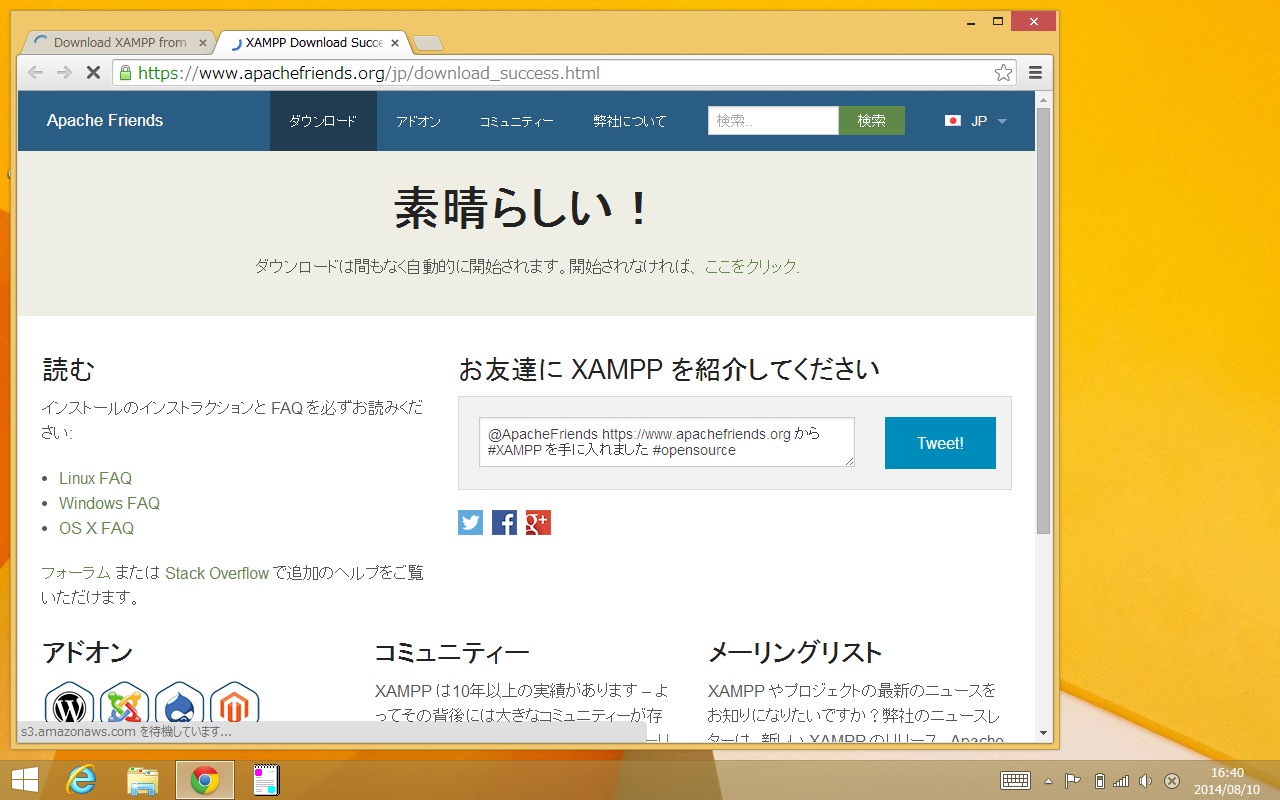 Download XAMPP from
XAMPP Download Succe
https://www.apachefriends.org/jp/download_success.html
Apache Friends
ダウンロード
アドオン
コミュニティー
弊社について
検索..
検索
JP
素晴らしい！
ダウンロードは間もなく自動的に開始されます。開始されなければ、 ここをクリック.
読む
インストールのインストラクションと FAQ を必ずお読みくだ
さい:
Linux FAQ
Windows FAQ
OS X FAQ
フォーラム または Stack Overflow で追加のヘルプをご覧
いただけます。
お友達に XAMPP を紹介してください
@ApacheFriends https://www.apachefriends.org から
#XAMPP を手に入れました #opensource
Tweet!
アドオン
コミュニティー
XAMPP は10年以上の実績があります – よ
ってその背後には大きなコミュニティーが存
メーリングリスト
XAMPP やプロジェクトの最新のニュースを
お知りになりたいですか？弊社のニュースレ
ターは、新しい XAMPP のリリース、Apache
s3.amazonaws.com を待機しています...
16:40
2014/08/10